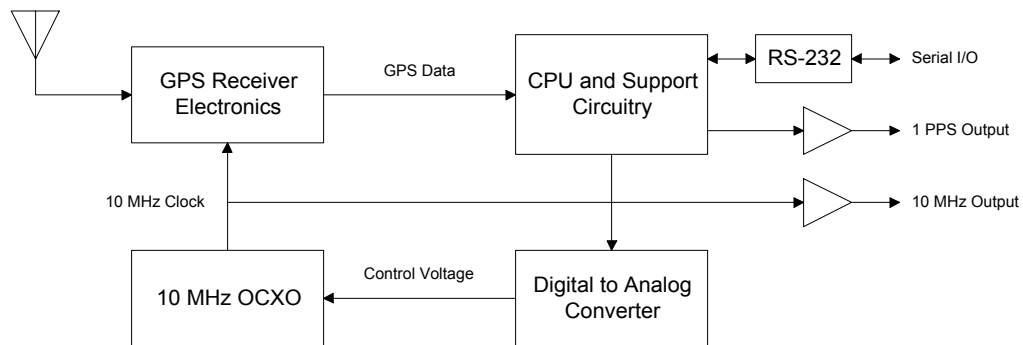 GPS Receiver
Electronics
GPS Data
CPU and Support
Circuitry
RS-232
Serial I/O
1 PPS Output
10 MHz Clock
10 MHz Output
10 MHz OCXO
Control Voltage
Digital to Analog
Converter